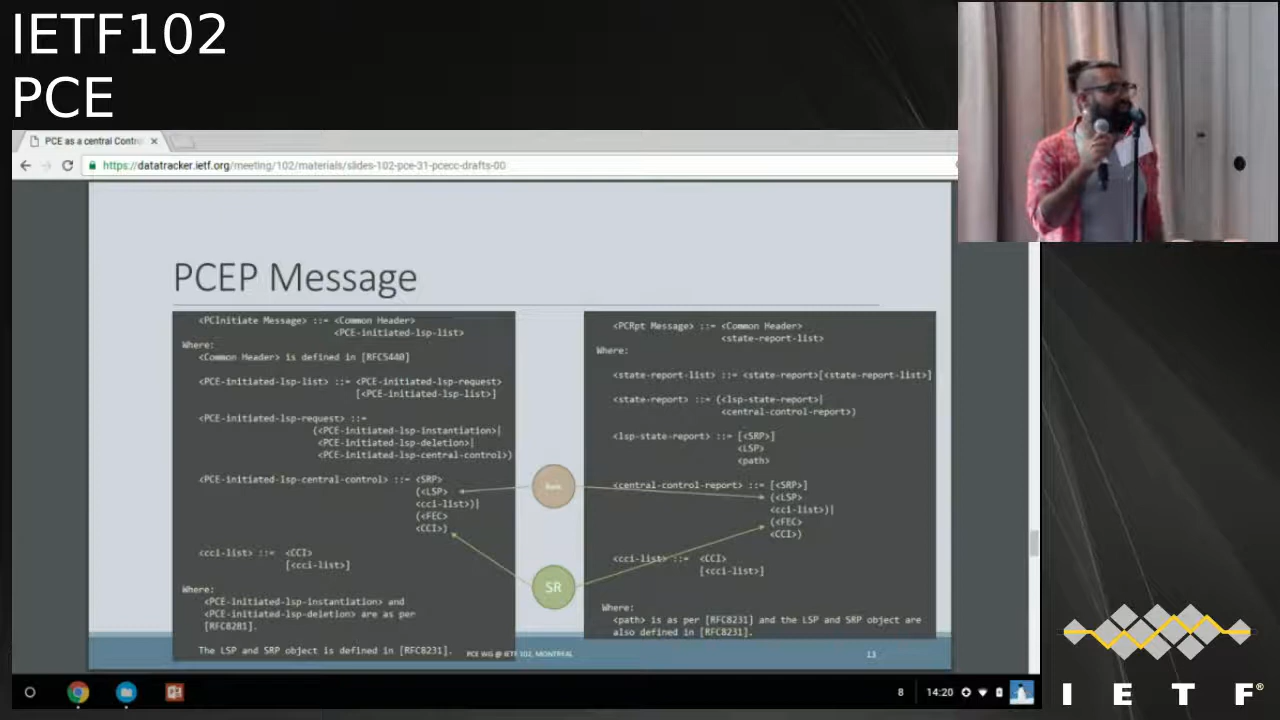 IETF102
PCE
PCE as a central Contro
https://datatracker.ietf.org/meeting/102/materials/slides-102-pce-31-pcecc-drafts-00
PCEP Message
<PCInitiate Message> ::= <Common Header>
<PCE-initiated-lsp-list>
Where:
<Common Header> is defined in [RFC5440]
<PCE-initiated-lsp-list> ::= <PCE-initiated-lsp-request>
[<PCE-initiated-lsp-list>]
<PCE-initiated-lsp-request> ::=
(<PCE-initiated-lsp-instantiation>|
<PCE-initiated-lsp-deletion>|
<PCE-initiated-lsp-central-control>)
<PCE-initiated-lsp-central-control> ::= <SRP>
(<LSP>
<cci-list>)|
(<FEC>
<CCI>)
<cci-list> ::= <CCI>
[<cci-list>]
Where:
<PCE-initiated-lsp-instantiation> and
<PCE-initiated-lsp-deletion> are as per
[RFC8281].
The LSP and SRP object is defined in [RFC8231].
SR
<PCRpt Message> ::= <Common Header>
<state-report-list>
Where:
<state-report-list> ::= <state-report>[<state-report-list>]
<state-report> ::= (<lsp-state-report>|
<central-control-report>)
<lsp-state-report> ::= [<SRP>]
<LSP>
<path>
<central-control-report> ::= [<SRP>]
(<LSP>
<cci-list>)|
(<FEC>
<CCI>)
<cci-list> ::= <CCI>
[<cci-list>]
Where:
<path> is as per [RFC8231] and the LSP and SRP object are
also defined in [RFC8231].
PCE WG @ IETF 102, MONTREAL
13
8
14:20
I E T F®